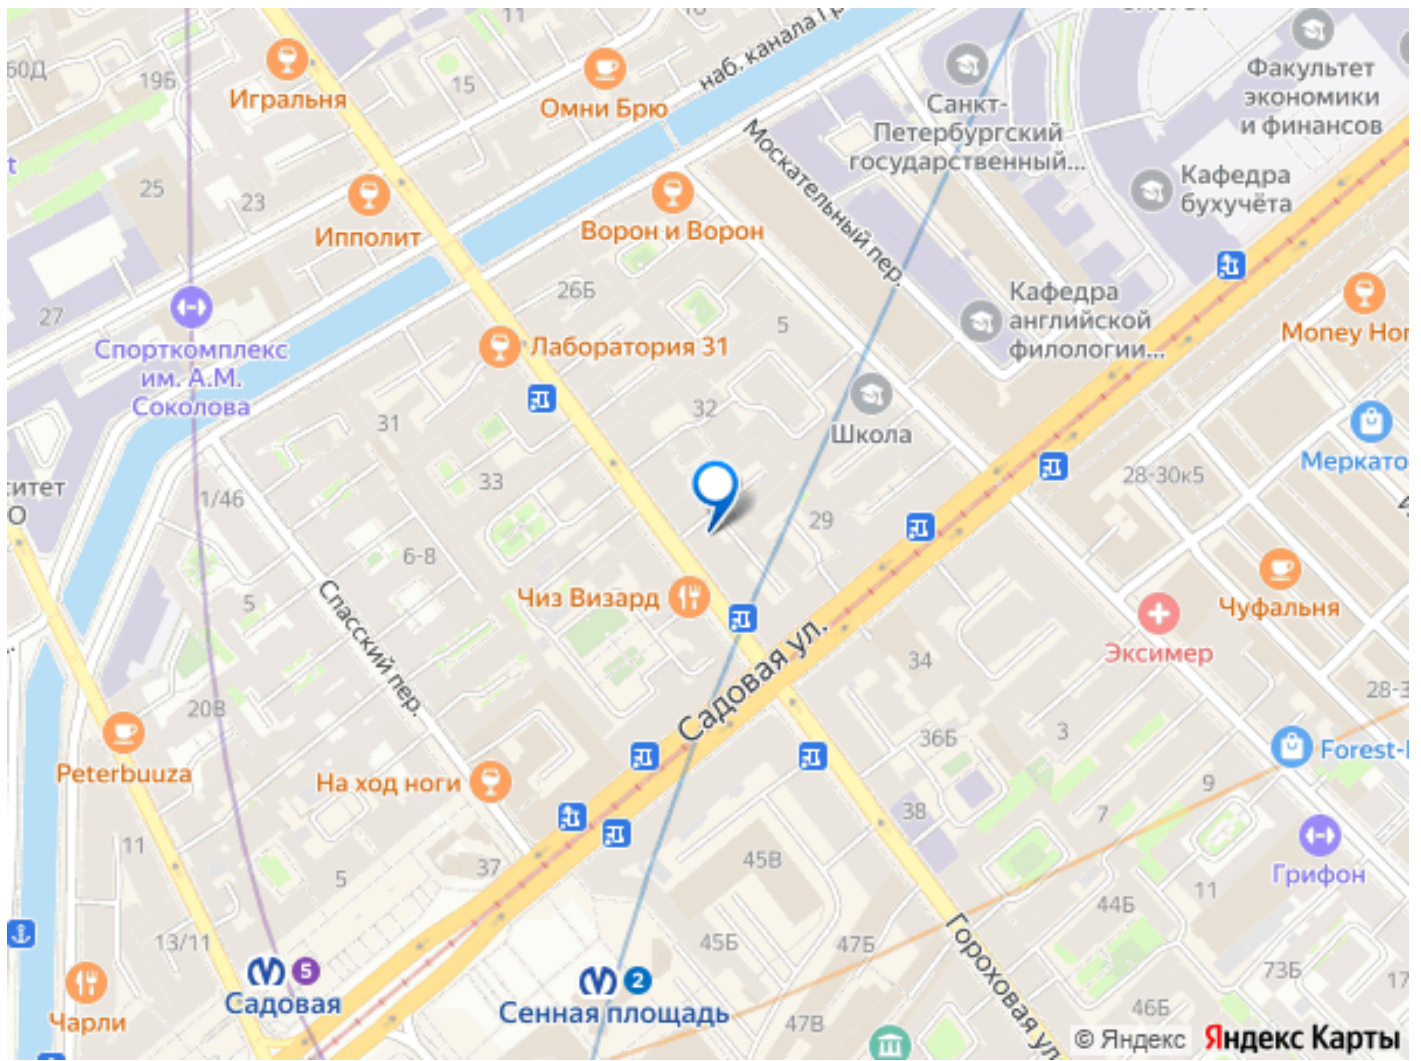 11
60Д
19Б
Игральня
15
Омни Брю
наб. канала Гр
Санкт-
Петербургский
государственный...
Факультет
экономики
и финансов
Москательный пер.
Кафедра
бухучёта
25
23
Ипполит
Ворон и Ворон
26Б
5
27
Спорткомплекс
им. А.М.
Соколова
Лаборатория 31
Кафедра
английской
филологии...
Money Hor
31
32
Школа
Меркато
33
28-30к5
ситет
О
1/46
29
6-8
Спасский пер.
5
Чиз Визард
Чуфальня
Эксимер
Садовая ул.
34
28-3
20В
36Б
3
Peterbuuza
На ход ноги
Forest-
9
38
7
11
5
37
45В
Грифон
11
44Б
13/11
45Б
47Б
Гороховая ул.
73Б
17
5
Садовая
2
Сенная площадь
Чарли
47В
46Б
© Яндекс Яндекс Карты